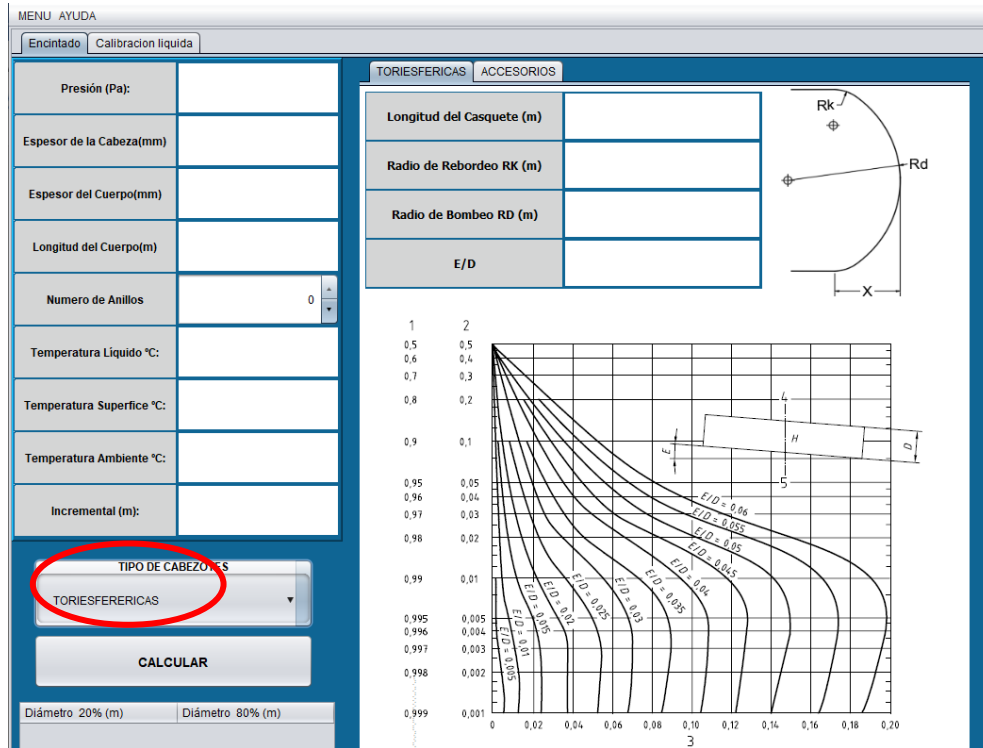 MENU AYUDA
Encintado Calibracion liquida
Presión (Pa):
Espesor de la Cabeza(mm)
Espesor del Cuerpo(mm)
Longitud del Cuerpo(m)
Numero de Anillos 0
Temperatura Liquido ºC:
Temperatura Superfice ºC:
Temperatura Ambiente ºC:
Incremental (m):
TIPO DE CABEZOTES
TORIESFERERICAS
CALCULAR
Diámetro 20% (m) Diámetro 80% (m)
TORIESFERICAS ACCESORIOS
Longitud del Casquete (m)
Radio de Rebordeo RK (m)
Radio de Bombeo RD (m)
E/D
Rk
Rd
X
1 2
0,5 0,5
0,6 0,4
0,7 0,3
0,8 0,2
0,9 0,1
0,95 0,05
0,96 0,04
0,97 0,03
0,98 0,02
0,99 0,01
0,995 0,005
0,996 0,004
0,997 0,003
0,998 0,002
0,999 0,001
4
H
E
D
5
E/D = 0,06
E/D = 0,055
E/D = 0,05
E/D = 0,045
E/D = 0,04
E/D = 0,035
E/D = 0,03
E/D = 0,025
E/D = 0,02
E/D = 0,015
E/D = 0,01
E/D = 0,005
0 0,02 0,04 0,06 0,08 0,10 0,12 0,14 0,16 0,18 0,20
3